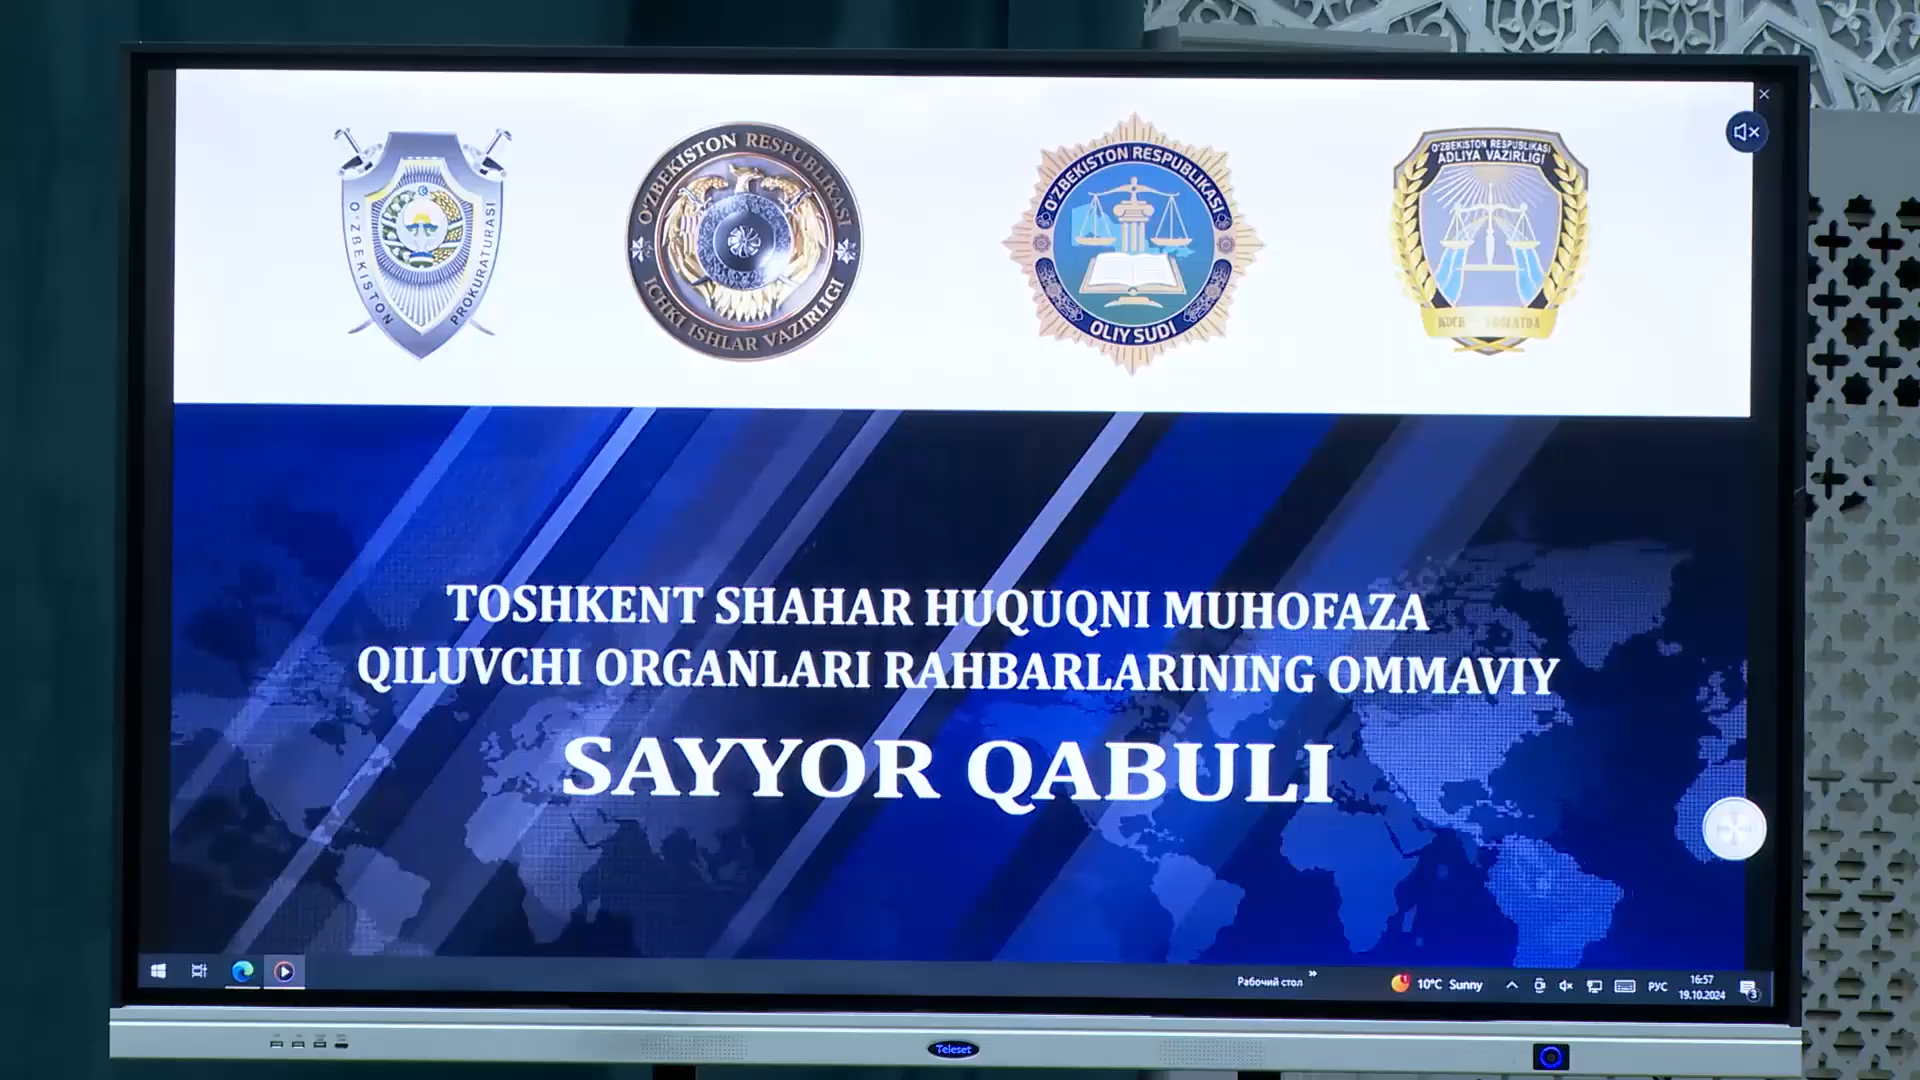 O'ZBEKISTON PROKURATURASI
O'ZBEKISTON RESPUBLIKASI
ICHKI ISHLAR VAZIRLIGI
O'ZBEKISTON RESPUBLIKASI
OLIY SUDI
O'ZBEKISTON RESPUBLIKASI
ADLIYA VAZIRLIGI
TOSHKENT SHAHAR HUQUQNI MUHOFAZA
QILUVCHI ORGANLARI RAHBARLARINING OMMAVIY
SAYYOR QABULI
Рабочий стол
10°C Sunny
РУС
16:57
19.10.2024
3
Teleset